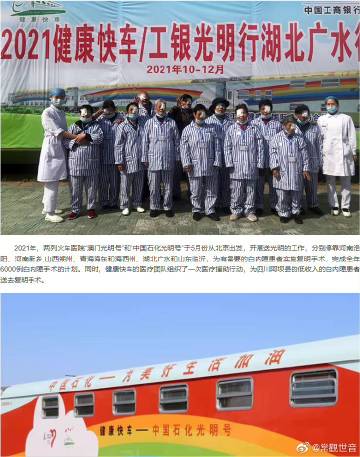 健康快车
中国工商银行
2021健康快车/工银光明行湖北广水
2021年10-12月
2021年，两列火车医院“澳门光明号”和“中国石化光明号”于5月份从北京出发，开展送光明的工作，分别停靠河南洛
阳、河南新乡、山西朔州、青海海东和海西州、湖北广水和山东临沂，为有需要的白内障患者实施复明手术，完成全年
6000例白内障手术的计划。同时，健康快车的医疗团队组织了一次医疗援助行动，为四川阿坝县的低收入的白内障患者
送去复明手术。
中国石化—为美好生活加油
健康快车—中国石化光明号
@常觀世音